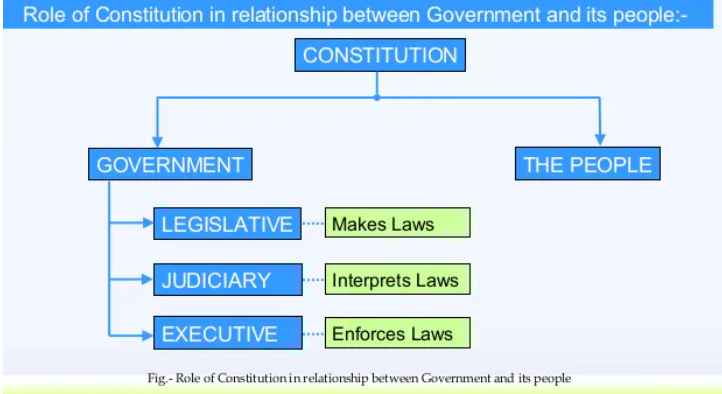 Role of Constitution in relationship between Government and its people:-
CONSTITUTION
GOVERNMENT
THE PEOPLE
LEGISLATIVE
Makes Laws
JUDICIARY
Interprets Laws
EXECUTIVE
Enforces Laws
Fig.- Role of Constitution in relationship between Government and its people